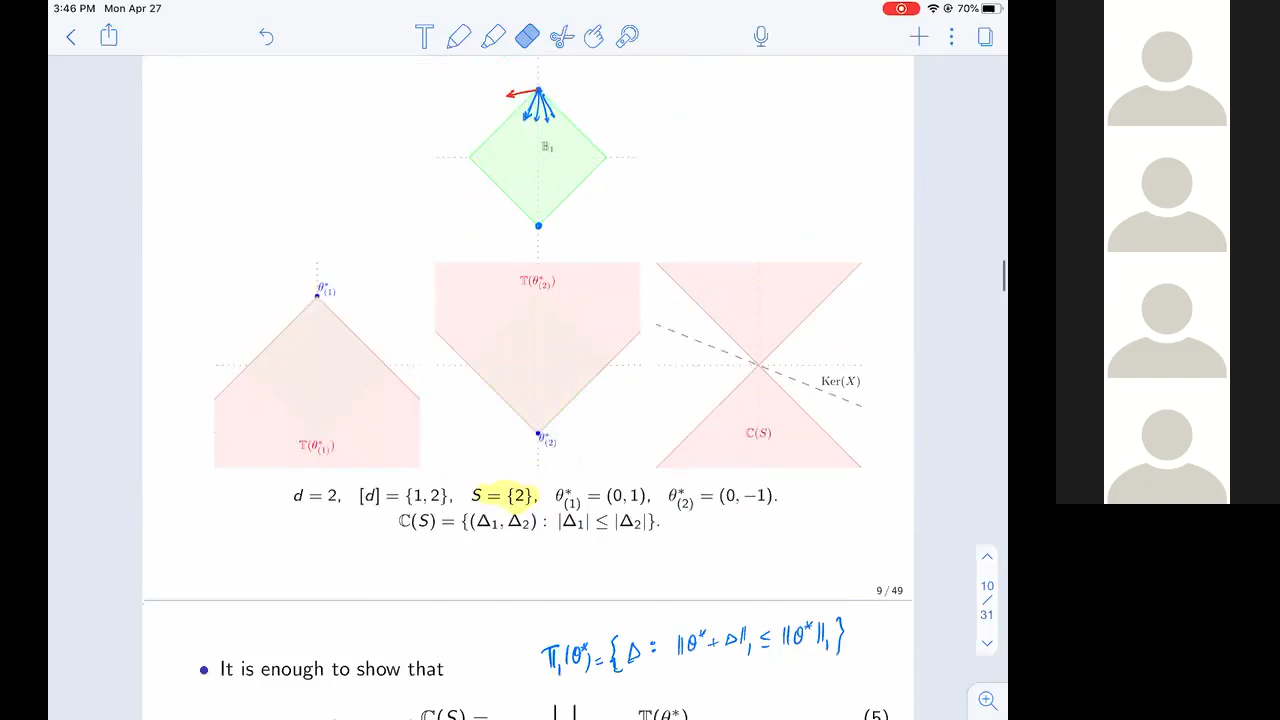 3:46 PM Mon Apr 27
70%
T
𝔹₁
θ*₍₁₎
𝕋(θ*₍₁₎)
𝕋(θ*₍₂₎)
θ*₍₂₎
Ker(X)
ℂ(S)
d = 2, [d] = {1, 2}, S = {2}, θ*₍₁₎ = (0, 1), θ*₍₂₎ = (0, −1).
ℂ(S) = {(Δ₁, Δ₂) : |Δ₁| ≤ |Δ₂|}.
9 / 49
10
/
31
𝕋₁(θ*) = {Δ : ‖θ* + Δ‖₁ ≤ ‖θ*‖₁}
• It is enough to show that
ℂ(S) = ⋃ 𝕋(θ*) (5)